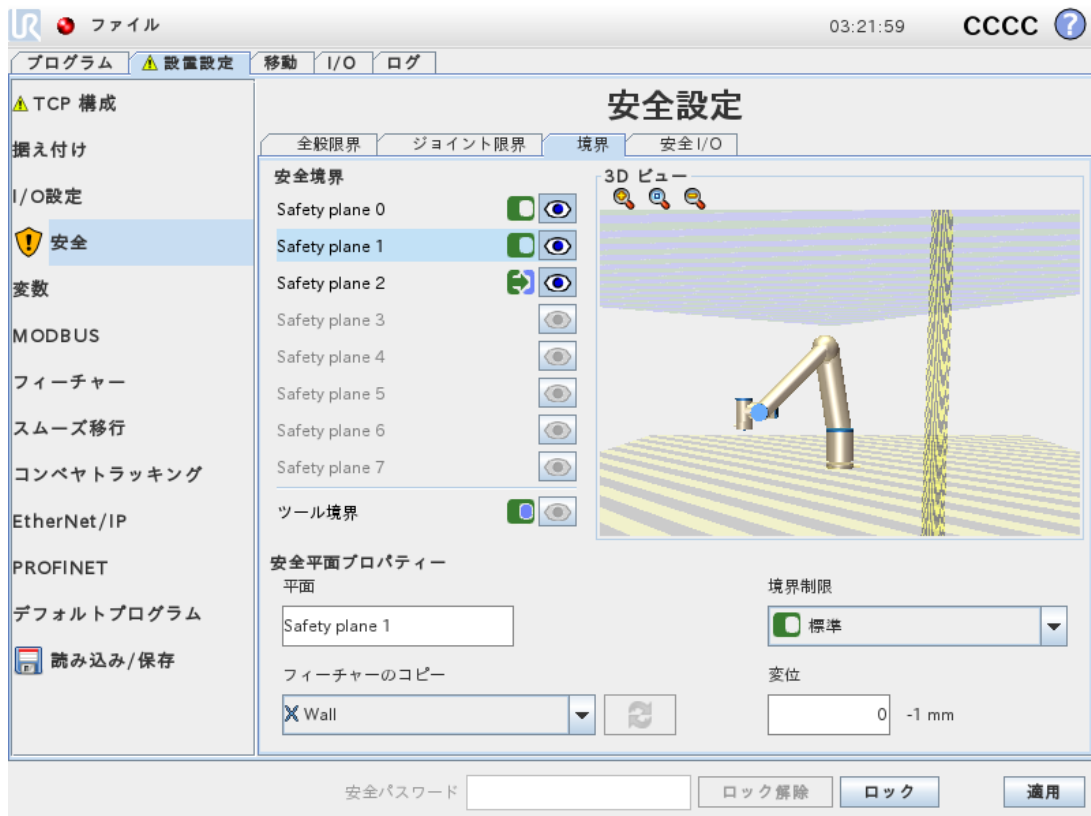 UR ファイル 03:21:59 CCCC ?
プログラム 設置設定 移動 I/O ログ
TCP 構成
据え付け
I/O設定
安全
変数
MODBUS
フィーチャー
スムーズ移行
コンベヤトラッキング
EtherNet/IP
PROFINET
デフォルトプログラム
読み込み/保存
安全設定
全般限界 ジョイント限界 境界 安全I/O
安全境界
Safety plane 0
Safety plane 1
Safety plane 2
Safety plane 3
Safety plane 4
Safety plane 5
Safety plane 6
Safety plane 7
ツール境界
3D ビュー
安全平面プロパティー
平面
Safety plane 1
境界制限
標準
フィーチャーのコピー
Wall
変位
0 -1 mm
安全パスワード ロック解除 ロック 適用